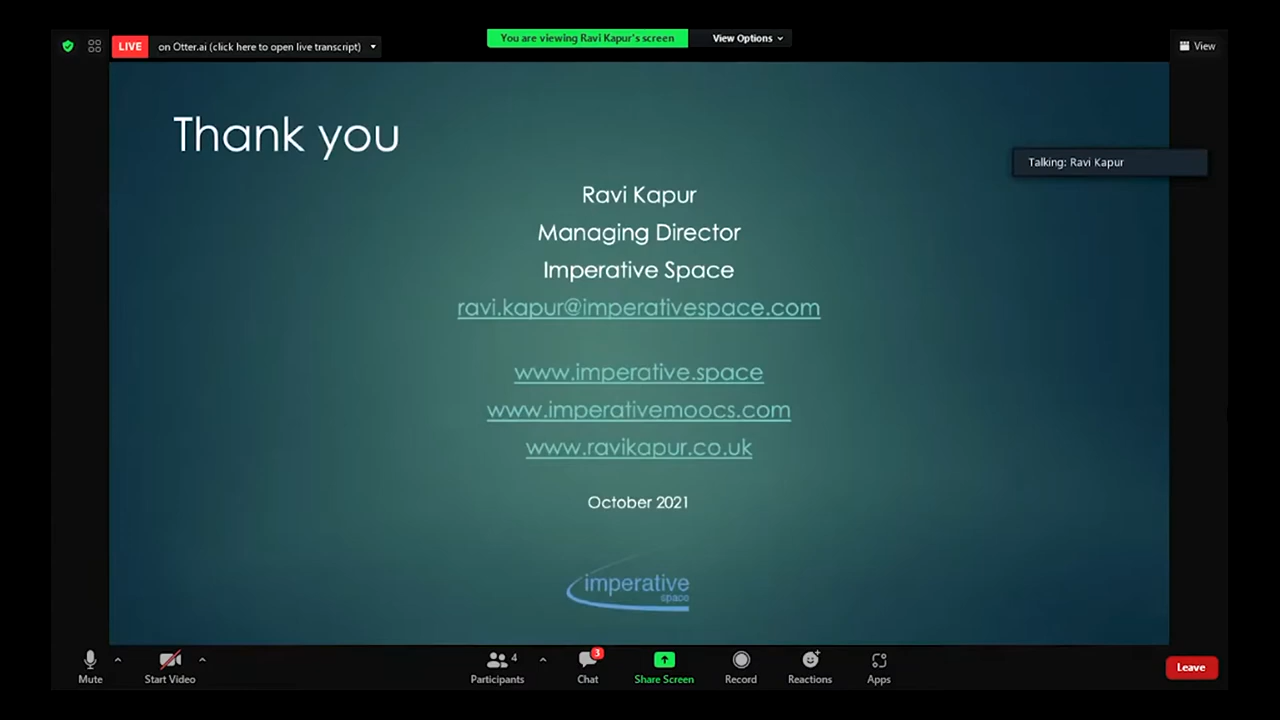 LIVE on Otter.ai (click here to open live transcript)
You are viewing Ravi Kapur's screen View Options
View
Thank you
Talking: Ravi Kapur
Ravi Kapur
Managing Director
Imperative Space
ravi.kapur@imperativespace.com
www.imperative.space
www.imperativemoocs.com
www.ravikapur.co.uk
October 2021
imperative
space
Mute
Start Video
4
Participants
3
Chat
Share Screen
Record
Reactions
Apps
Leave